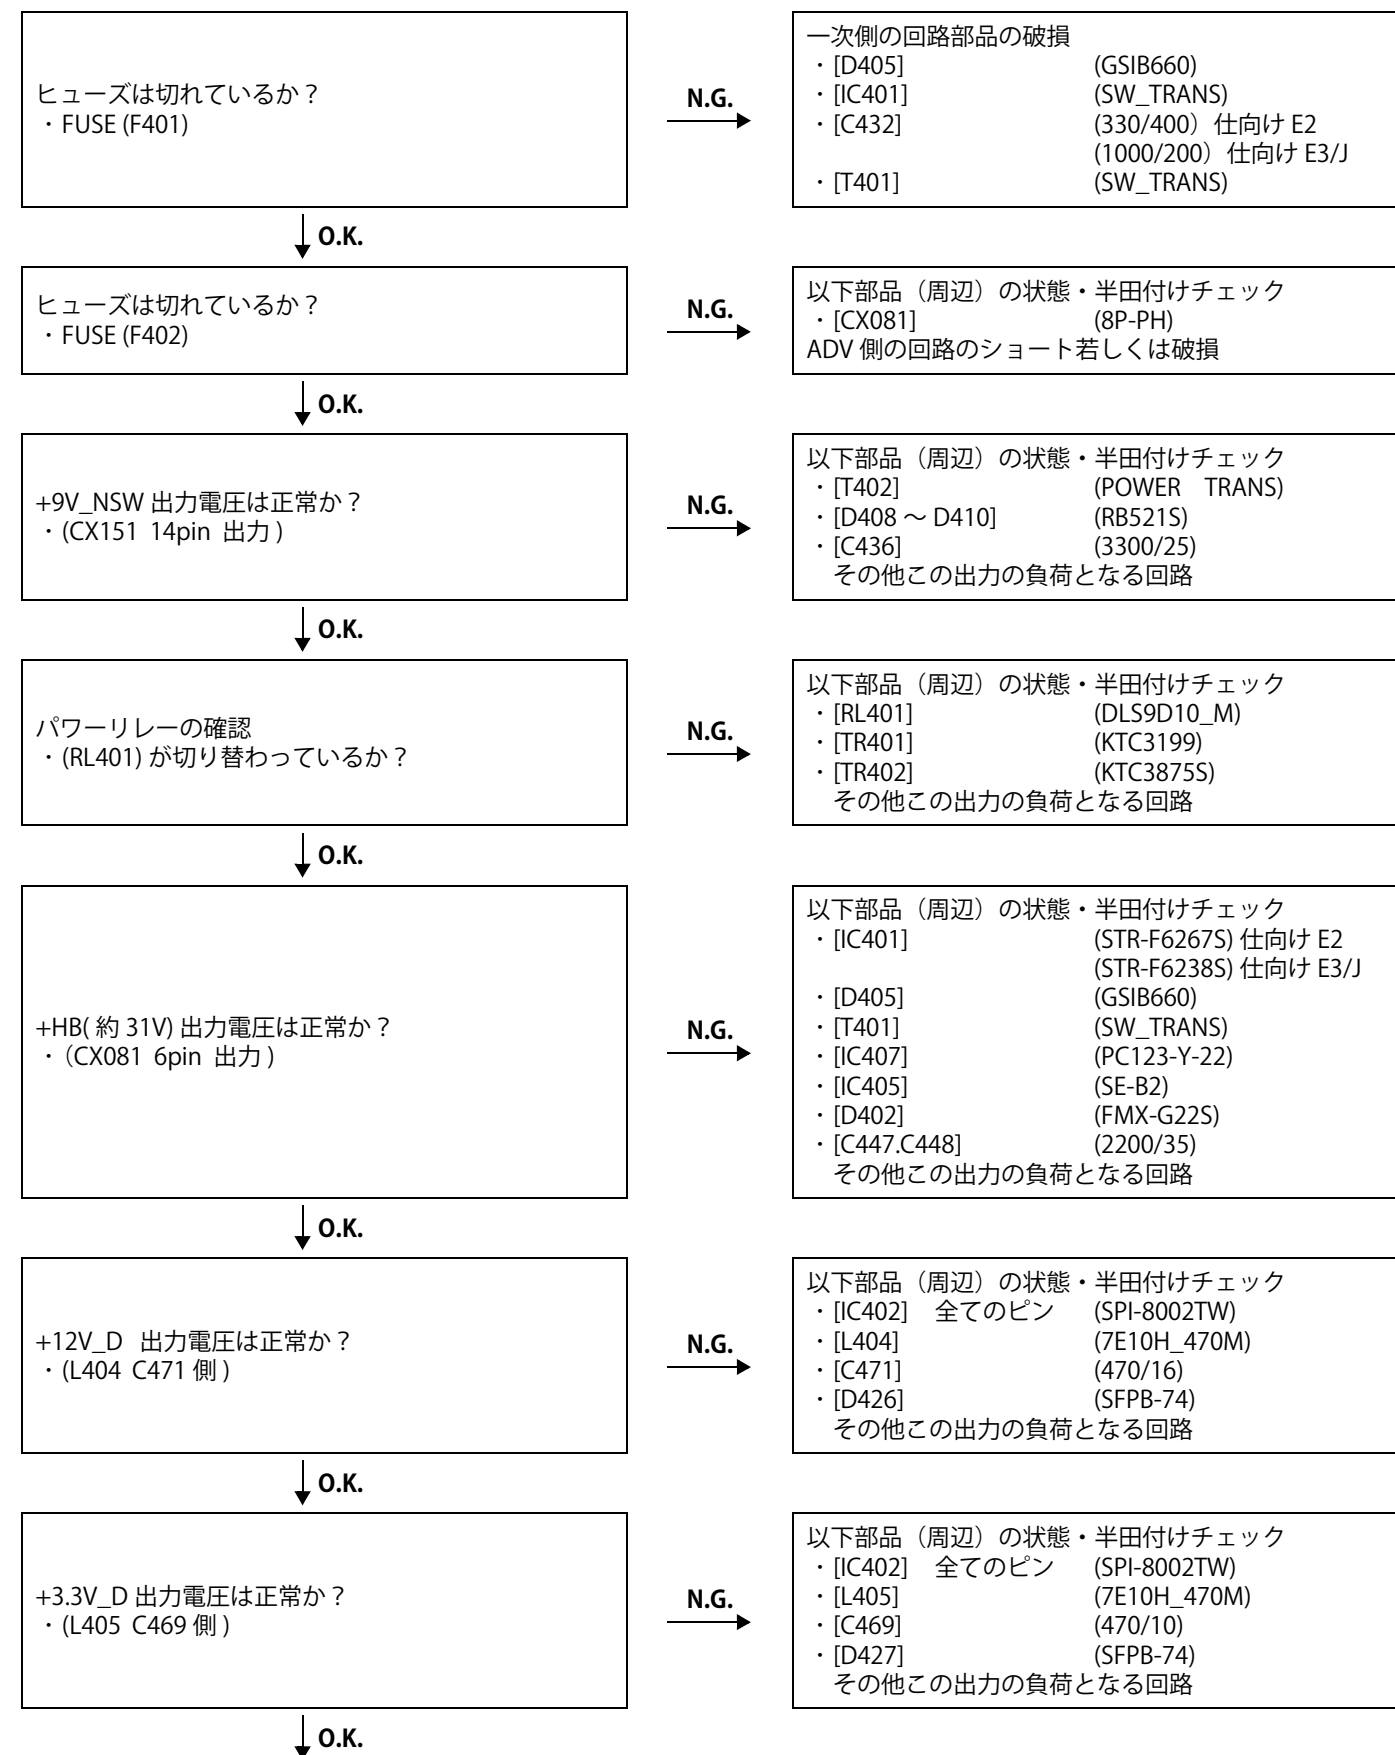 ヒューズは切れているか？
・FUSE (F401)
N.G.
一次側の回路部品の破損
・[D405] (GSIB660)
・[IC401] (SW_TRANS)
・[C432] (330/400）仕向け E2
(1000/200）仕向け E3/J
・[T401] (SW_TRANS)
O.K.
ヒューズは切れているか？
・FUSE (F402)
N.G.
以下部品（周辺）の状態・半田付けチェック
・[CX081] (8P-PH)
ADV 側の回路のショート若しくは破損
O.K.
+9V_NSW 出力電圧は正常か？
・(CX151 14pin 出力 )
N.G.
以下部品（周辺）の状態・半田付けチェック
・[T402] (POWER TRANS)
・[D408 ～ D410] (RB521S)
・[C436] (3300/25)
その他この出力の負荷となる回路
O.K.
パワーリレーの確認
・(RL401) が切り替わっているか？
N.G.
以下部品（周辺）の状態・半田付けチェック
・[RL401] (DLS9D10_M)
・[TR401] (KTC3199)
・[TR402] (KTC3875S)
その他この出力の負荷となる回路
O.K.
+HB( 約 31V) 出力電圧は正常か？
・（CX081 6pin 出力 )
N.G.
以下部品（周辺）の状態・半田付けチェック
・[IC401] (STR-F6267S) 仕向け E2
(STR-F6238S) 仕向け E3/J
・[D405] (GSIB660)
・[T401] (SW_TRANS)
・[IC407] (PC123-Y-22)
・[IC405] (SE-B2)
・[D402] (FMX-G22S)
・[C447.C448] (2200/35)
その他この出力の負荷となる回路
O.K.
+12V_D 出力電圧は正常か？
・(L404 C471 側 )
N.G.
以下部品（周辺）の状態・半田付けチェック
・[IC402] 全てのピン (SPI-8002TW)
・[L404] (7E10H_470M)
・[C471] (470/16)
・[D426] (SFPB-74)
その他この出力の負荷となる回路
O.K.
+3.3V_D 出力電圧は正常か？
・(L405 C469 側 )
N.G.
以下部品（周辺）の状態・半田付けチェック
・[IC402] 全てのピン (SPI-8002TW)
・[L405] (7E10H_470M)
・[C469] (470/10)
・[D427] (SFPB-74)
その他この出力の負荷となる回路
O.K.